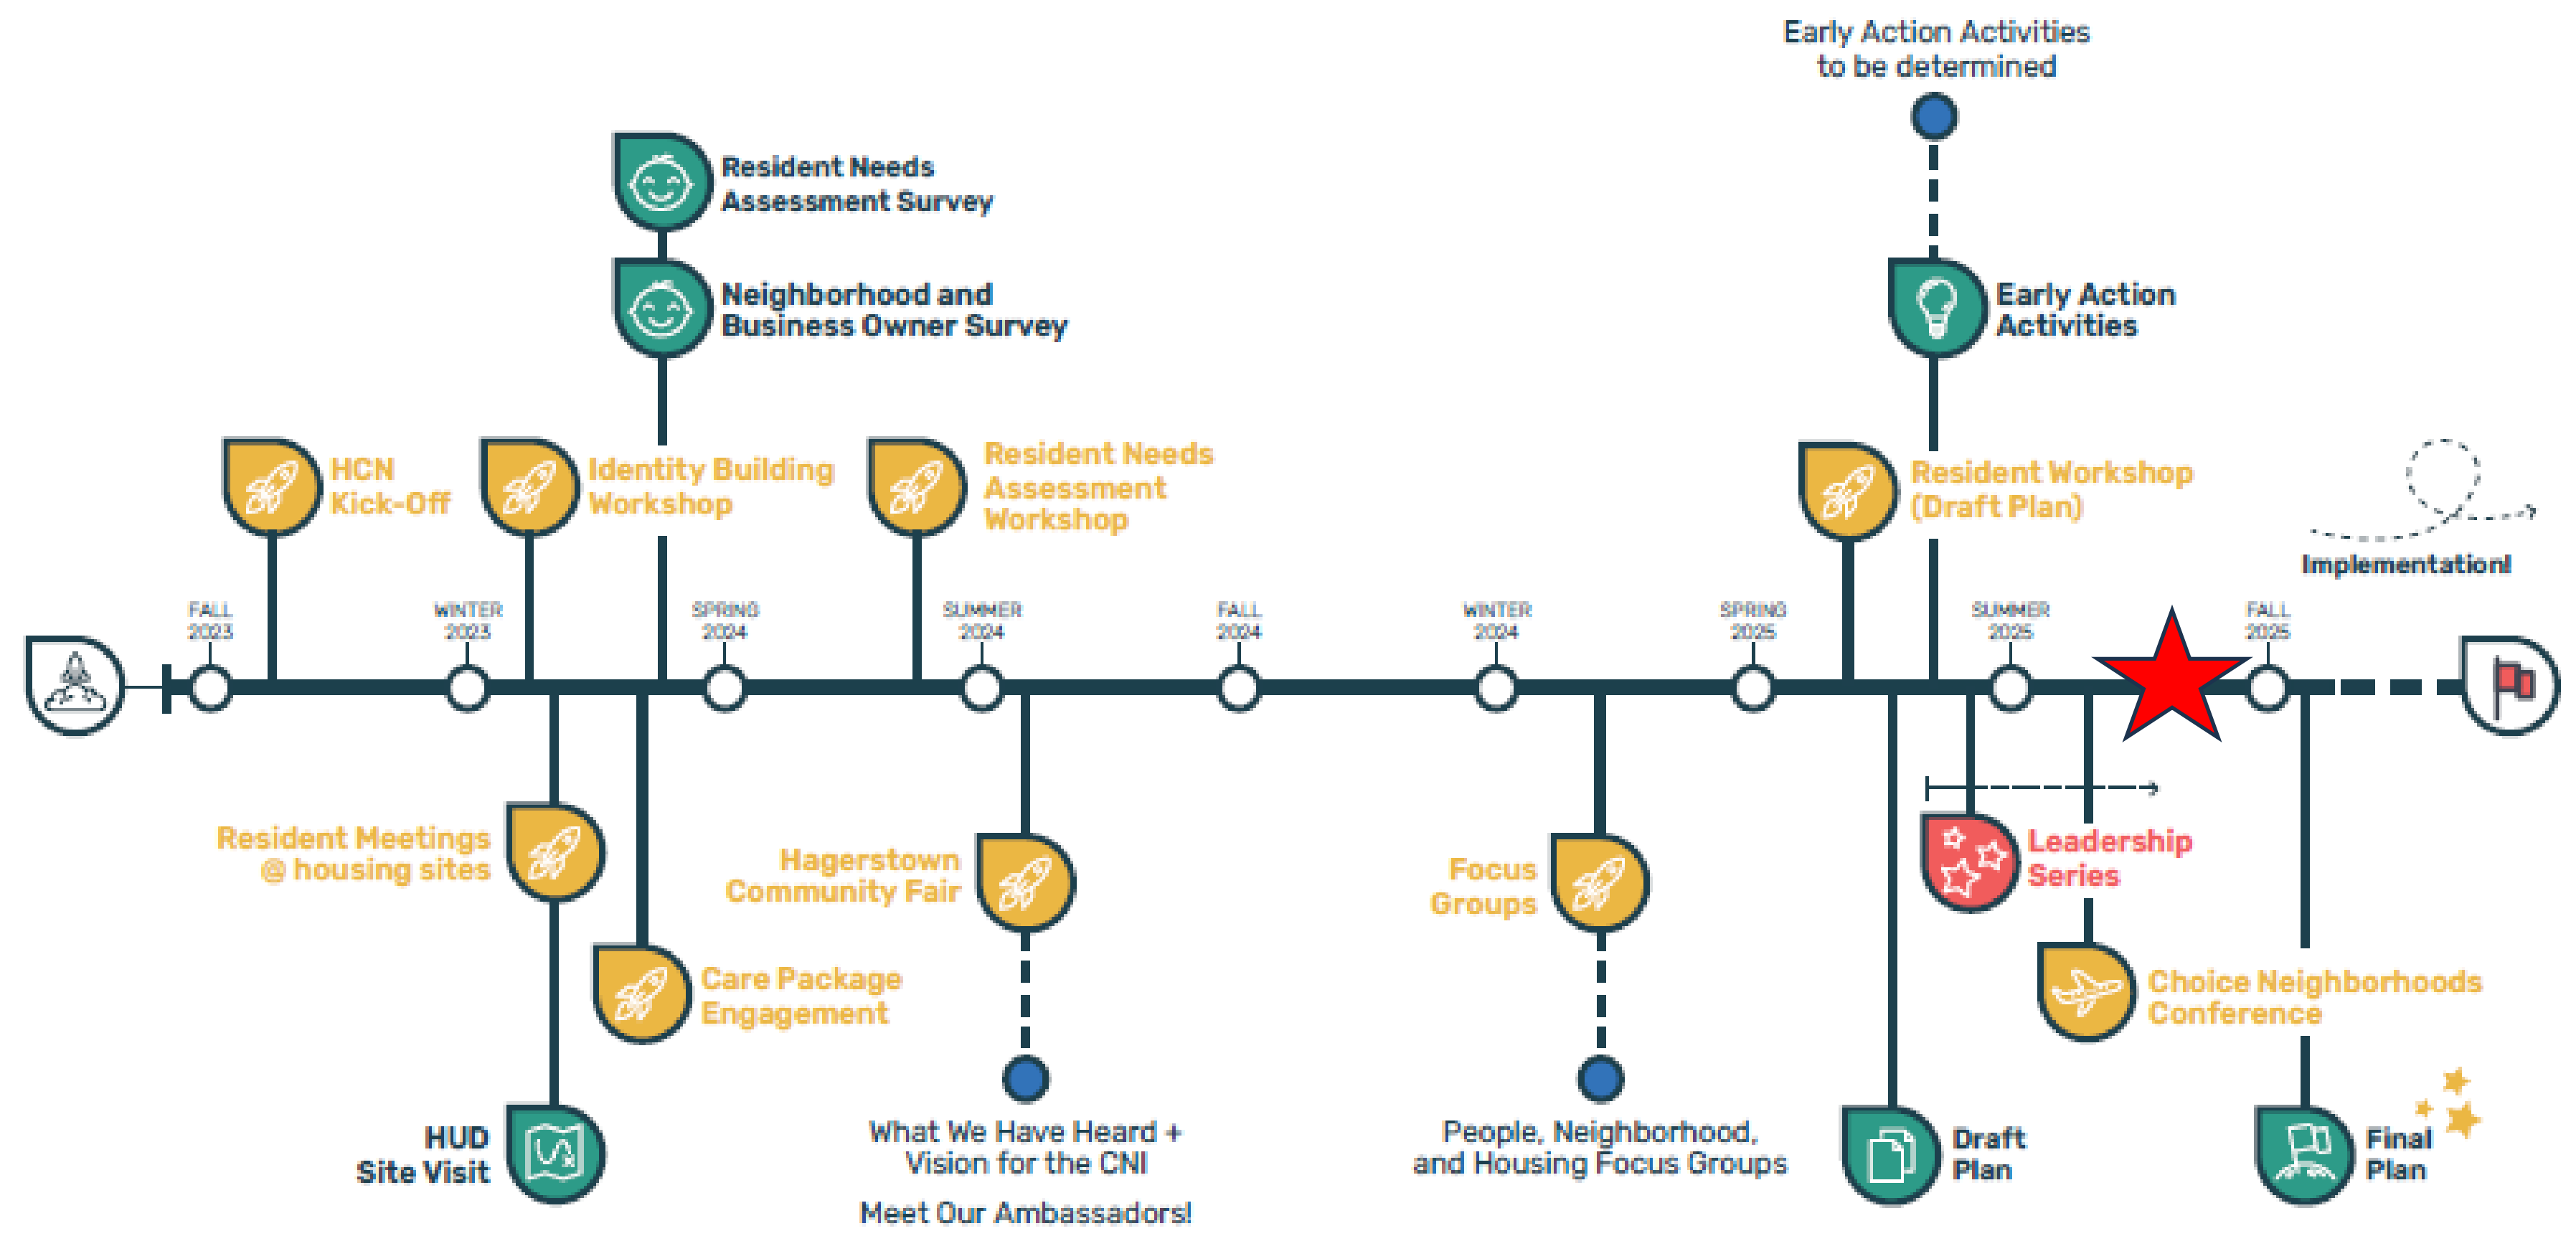 Early Action Activities
to be determined
Resident Needs
Assessment Survey
Neighborhood and
Business Owner Survey
Early Action
Activities
HCN
Kick-Off
Identity Building
Workshop
Resident Needs
Assessment
Workshop
Resident Workshop
(Draft Plan)
Implementation!
FALL
2023
WINTER
2023
SPRING
2024
SUMMER
2024
FALL
2024
WINTER
2024
SPRING
2025
SUMMER
2025
FALL
2025
Resident Meetings
@ housing sites
Hagerstown
Community Fair
Focus
Groups
Leadership
Series
Care Package
Engagement
Choice Neighborhoods
Conference
HUD
Site Visit
What We Have Heard +
Vision for the CNI
Meet Our Ambassadors!
People, Neighborhood,
and Housing Focus Groups
Draft
Plan
Final
Plan